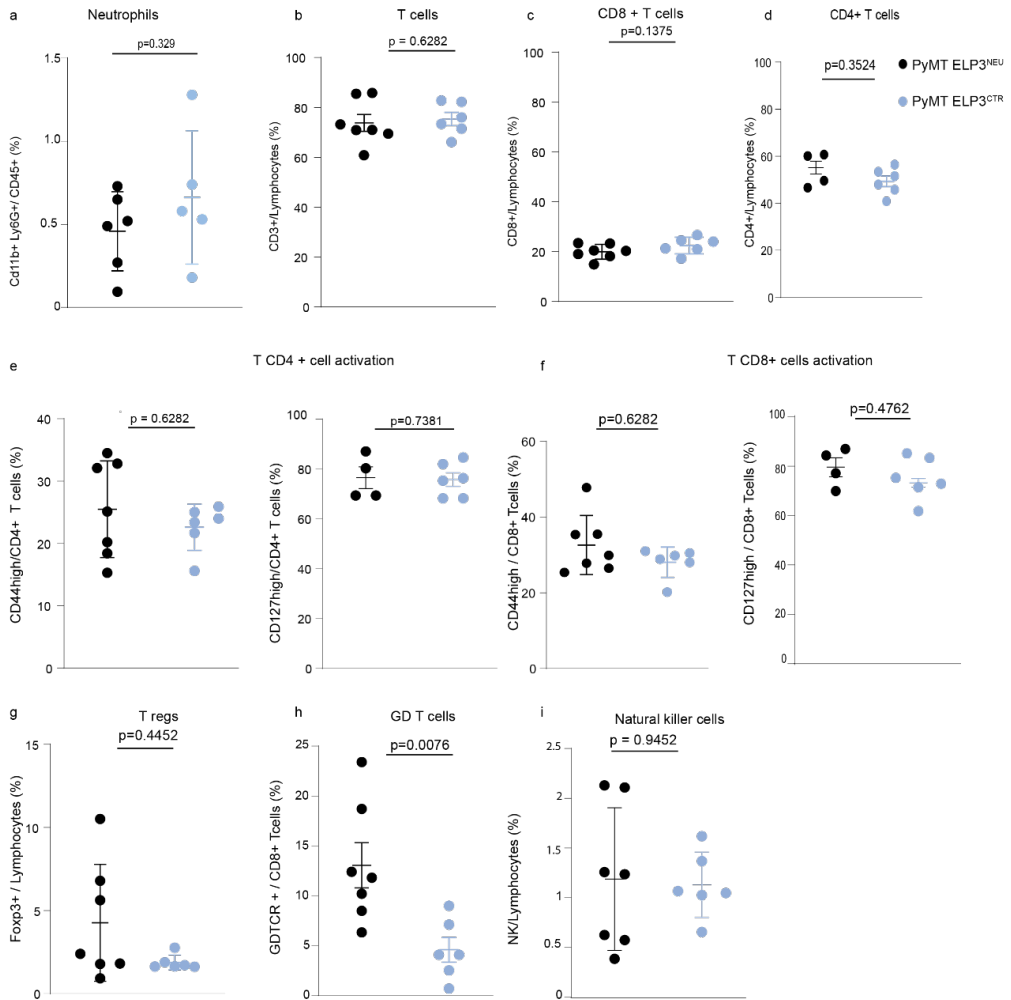 a
Neutrophils
p=0.329
Cd11b+ Ly6G+/ CD45+ (%)
1.5
1.0
0.5
0
b
T cells
p = 0.6282
CD3+/Lymphocytes (%)
100
80
60
40
20
0
c
CD8 + T cells
p=0.1375
CD8+/Lymphocytes (%)
100
80
60
40
20
0
d
CD4+ T cells
p=0.3524
CD4+/Lymphocytes (%)
100
80
60
40
20
0
PyMT ELP3NEU
PyMT ELP3CTR
e
T CD4 + cell activation
p = 0.6282
CD44high/CD4+ T cells (%)
40
30
20
10
0
p=0.7381
CD127high/CD4+ T cells (%)
100
80
60
40
20
0
f
T CD8+ cells activation
p=0.6282
CD44high / CD8+ Tcells (%)
60
40
20
0
p=0.4762
CD127high / CD8+ Tcells (%)
100
80
60
40
20
0
g
T regs
p=0.4452
Foxp3+ / Lymphocytes (%)
15
10
5
0
h
GD T cells
p=0.0076
GDTCR + / CD8+ Tcells (%)
25
20
15
10
5
0
i
Natural killer cells
p = 0.9452
NK/Lymphocytes (%)
2.5
2
1.5
1
0.5
0